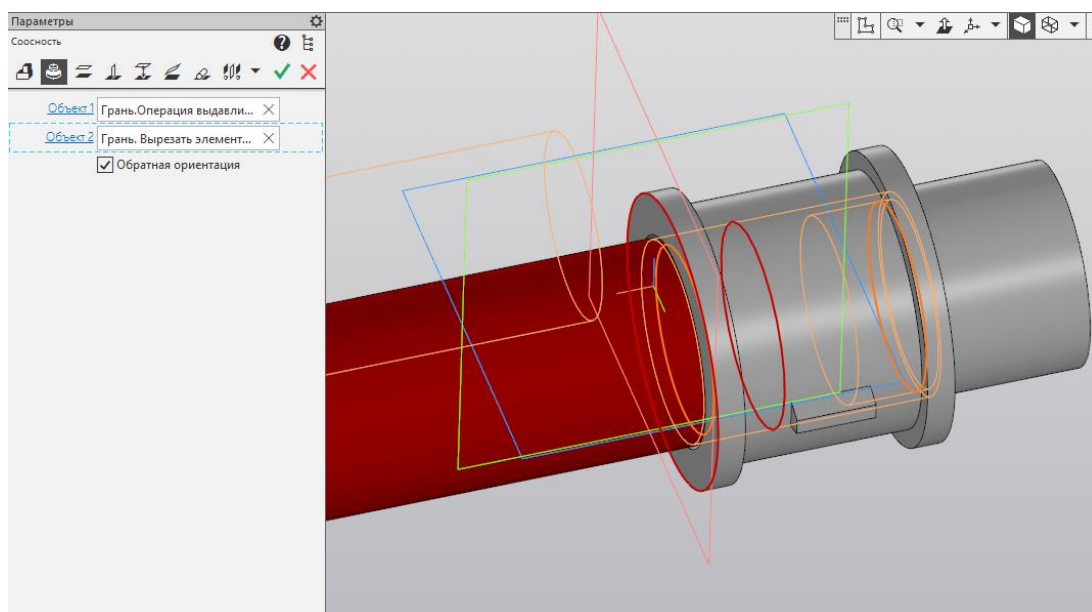 Параметры
Соосность
Объект 1 Грань.Операция выдавли...
Объект 2 Грань. Вырезать элемент...
Обратная ориентация